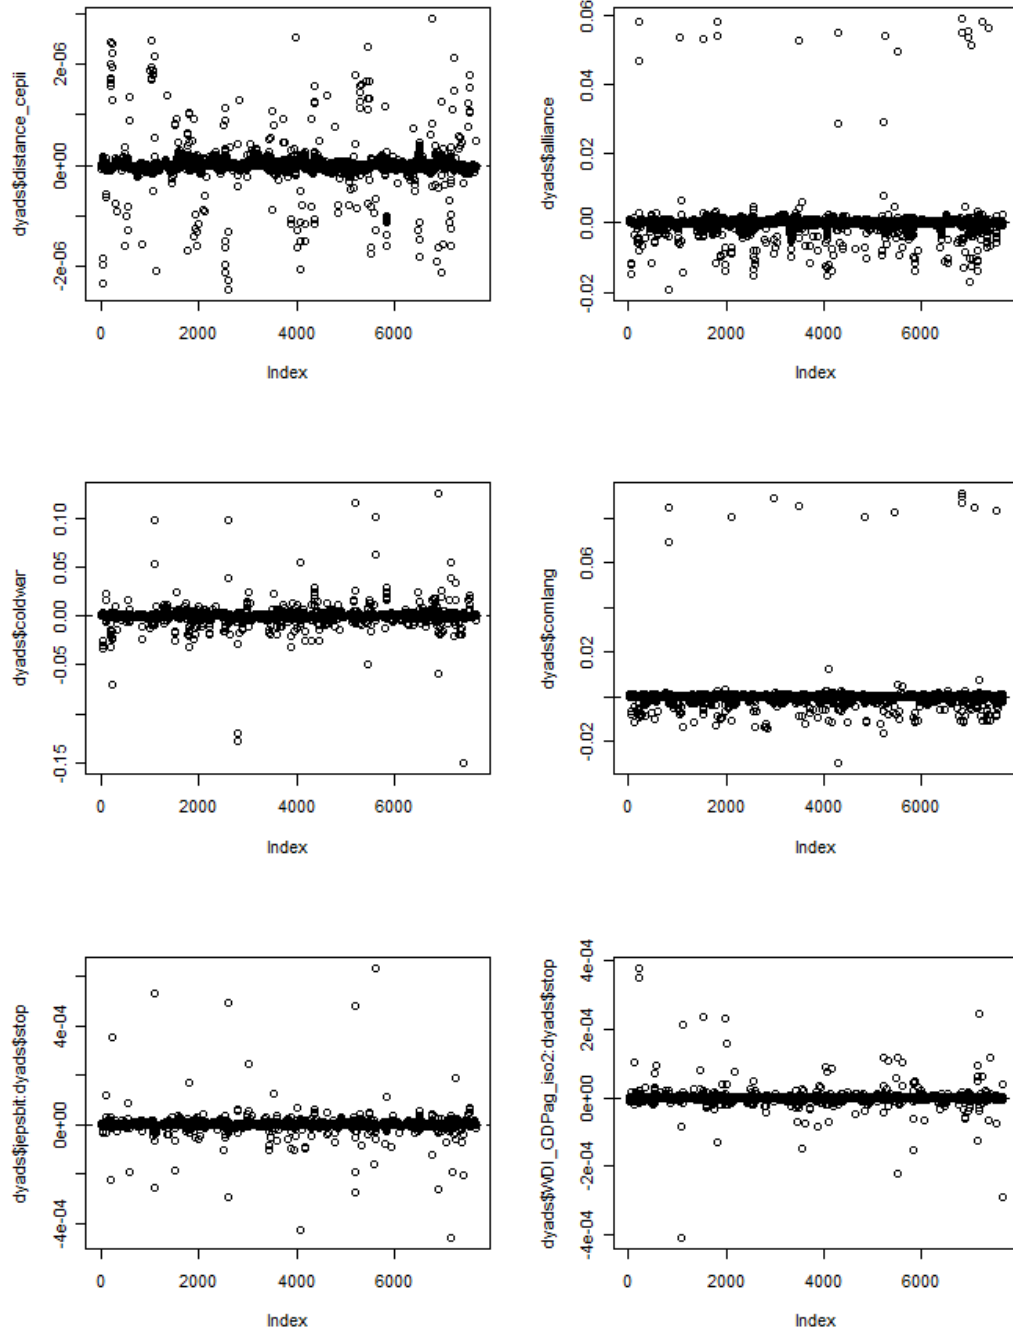 dyads$distance_cepii
-2e-06 0e+00 2e-06
0 2000 4000 6000
Index
dyads$alliance
-0.02 0.00 0.02 0.04 0.06
0 2000 4000 6000
Index
dyads$coldwar
-0.15 -0.05 0.00 0.05 0.10
0 2000 4000 6000
Index
dyads$comlang
-0.02 0.02 0.06
0 2000 4000 6000
Index
dyads$jepsbit:dyads$stop
-4e-04 0e+00 4e-04
0 2000 4000 6000
Index
dyads$WDI_GDPag_iso2:dyads$stop
-4e-04 -2e-04 0e+00 2e-04 4e-04
0 2000 4000 6000
Index